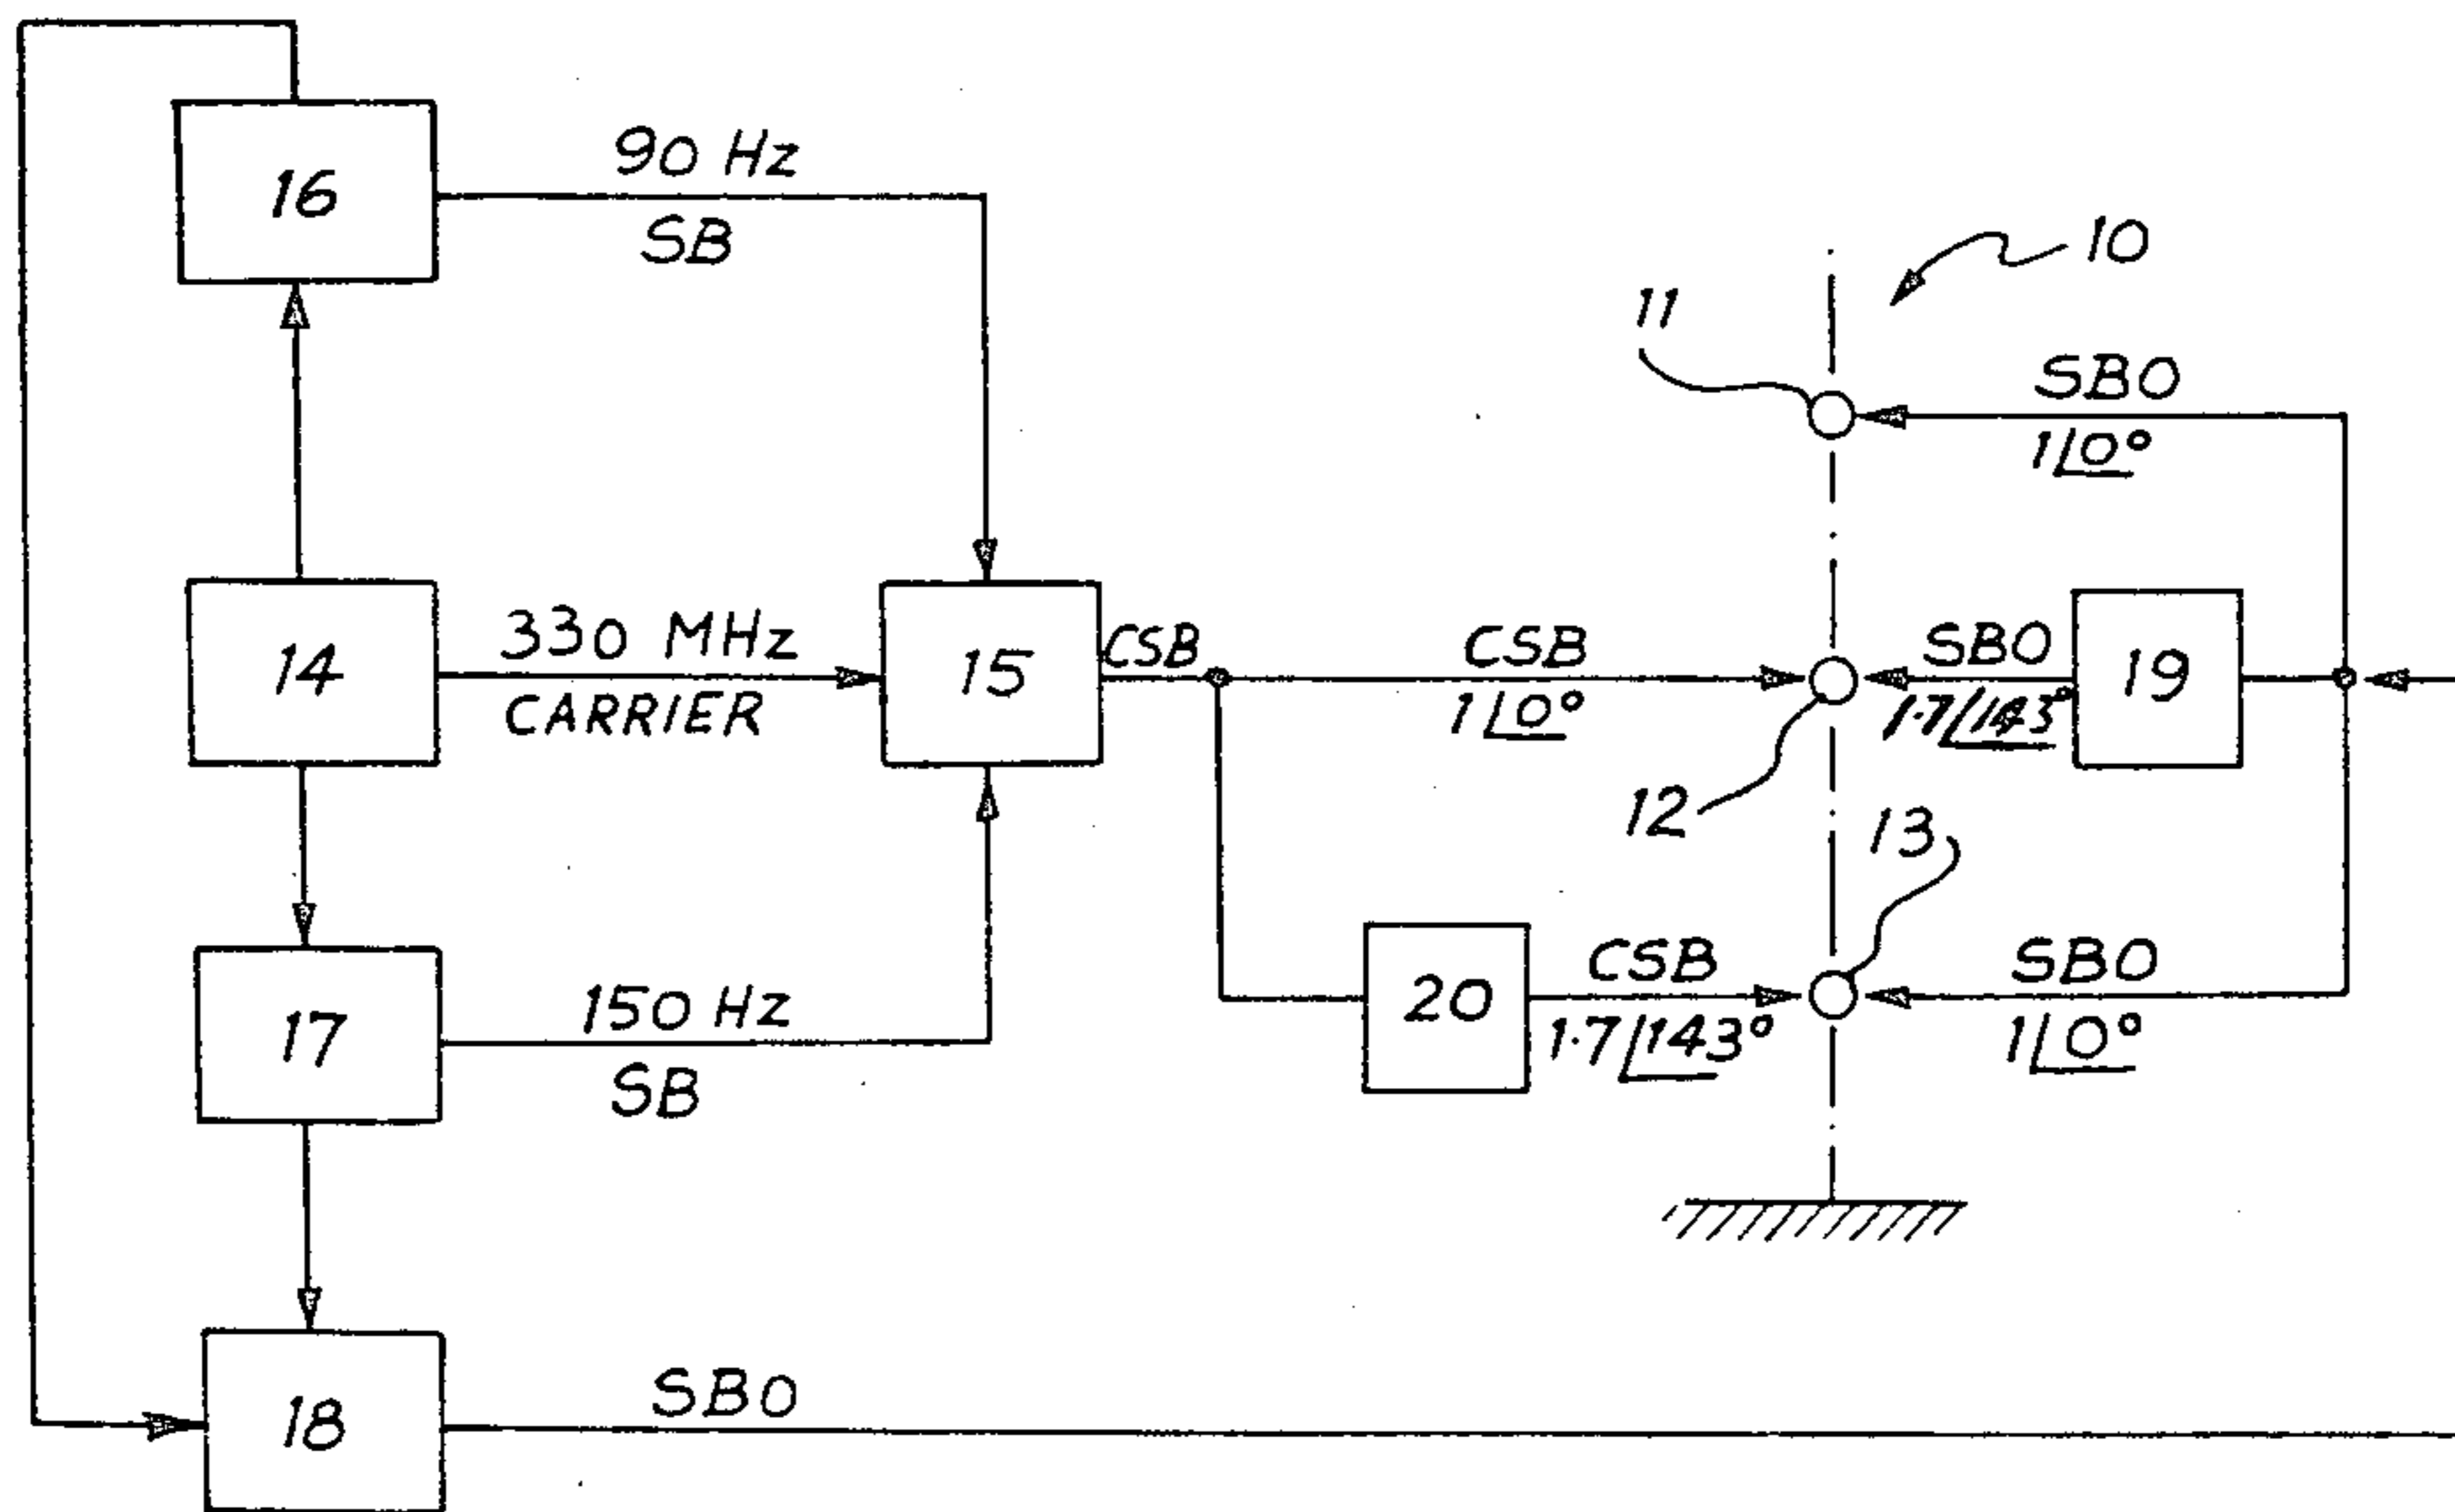 16
90 Hz
SB
10
11
SBO
1∠0°
14
330 MHz
CARRIER
15
CSB
CSB
1∠0°
SBO
1.7∠143°
19
12
13
17
150 Hz
SB
20
CSB
1.7∠143°
SBO
1∠0°
18
SBO